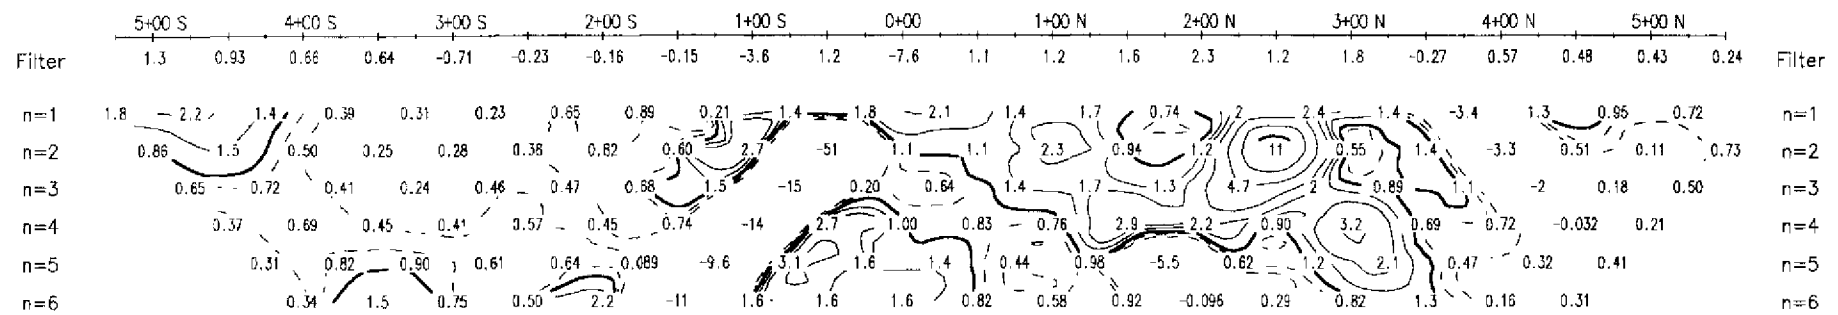 5+00 S 4+00 S 3+00 S 2+00 S 1+00 S 0+00 1+00 N 2+00 N 3+00 N 4+00 N 5+00 N
Filter 1.3 0.93 0.66 0.64 -0.71 -0.23 -0.16 -0.15 -3.6 1.2 -7.6 1.1 1.2 1.6 2.3 1.2 1.8 -0.27 0.57 0.48 0.43 0.24 Filter
n=1 1.8 2.2 1.4 0.39 0.31 0.23 0.65 0.89 0.21 1.4 1.8 2.1 1.4 1.7 0.74 2 2.4 1.4 -3.4 1.3 0.95 0.72 n=1
n=2 0.86 1.5 0.50 0.25 0.28 0.38 0.62 0.60 2.7 -51 1.1 1.1 2.3 0.94 1.2 11 0.55 1.4 -3.3 0.51 0.11 0.73 n=2
n=3 0.65 0.72 0.41 0.24 0.46 0.47 0.68 1.5 -15 0.20 0.64 1.4 1.7 1.3 4.7 2 0.89 1.1 -2 0.18 0.50 n=3
n=4 0.37 0.69 0.45 0.41 0.57 0.45 0.74 -14 2.7 1.00 0.83 0.76 2.9 2.2 0.90 3.2 0.69 0.72 -0.032 0.21 n=4
n=5 0.31 0.82 0.90 0.61 0.64 0.089 -9.6 3.1 1.6 1.4 0.44 0.98 -5.5 0.62 1.2 2.1 0.47 0.32 0.41 n=5
n=6 0.34 1.5 0.75 0.50 2.2 -11 1.6 1.6 1.6 0.82 0.58 0.92 -0.096 0.29 0.82 1.3 0.16 0.31 n=6